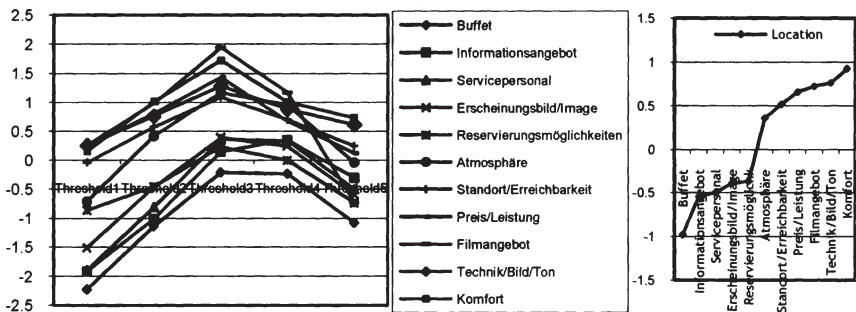 2.5
2
1.5
1
0.5
0
-0.5
-1
-1.5
-2
-2.5
Threshold1 Threshold2 Threshold3 Threshold4 Threshold5
Buffet
Informationsangebot
Servicepersonal
Erscheinungsbild/Image
Reservierungsmöglichkeiten
Atmosphäre
Standort/Erreichbarkeit
Preis/Leistung
Filmangebot
Technik/Bild/Ton
Komfort
1.5
1
0.5
0
-0.5
-1
-1.5
Location
Buffet
Informationsangebot
Servicepersonal
Erscheinungsbild/Image
Reservierungsmöglichk
Atmosphäre
Standort/Erreichbarkeit
Preis/Leistung
Filmangebot
Technik/Bild/Ton
Komfort